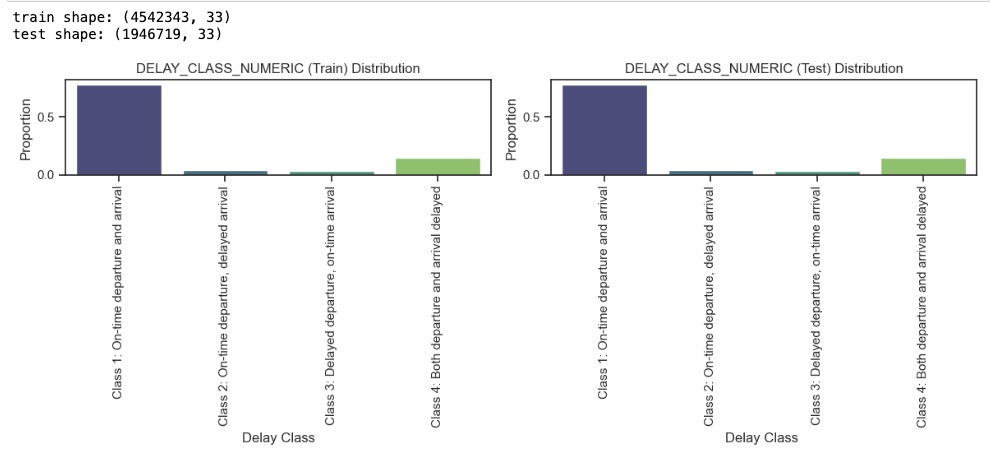 train shape: (4542343, 33)
test shape: (1946719, 33)
DELAY_CLASS_NUMERIC (Train) Distribution
Proportion
0.5
0.0
Class 1: On-time departure and arrival
Class 2: On-time departure, delayed arrival
Class 3: Delayed departure, on-time arrival
Class 4: Both departure and arrival delayed
Delay Class
DELAY_CLASS_NUMERIC (Test) Distribution
Proportion
0.5
0.0
Class 1: On-time departure and arrival
Class 2: On-time departure, delayed arrival
Class 3: Delayed departure, on-time arrival
Class 4: Both departure and arrival delayed
Delay Class